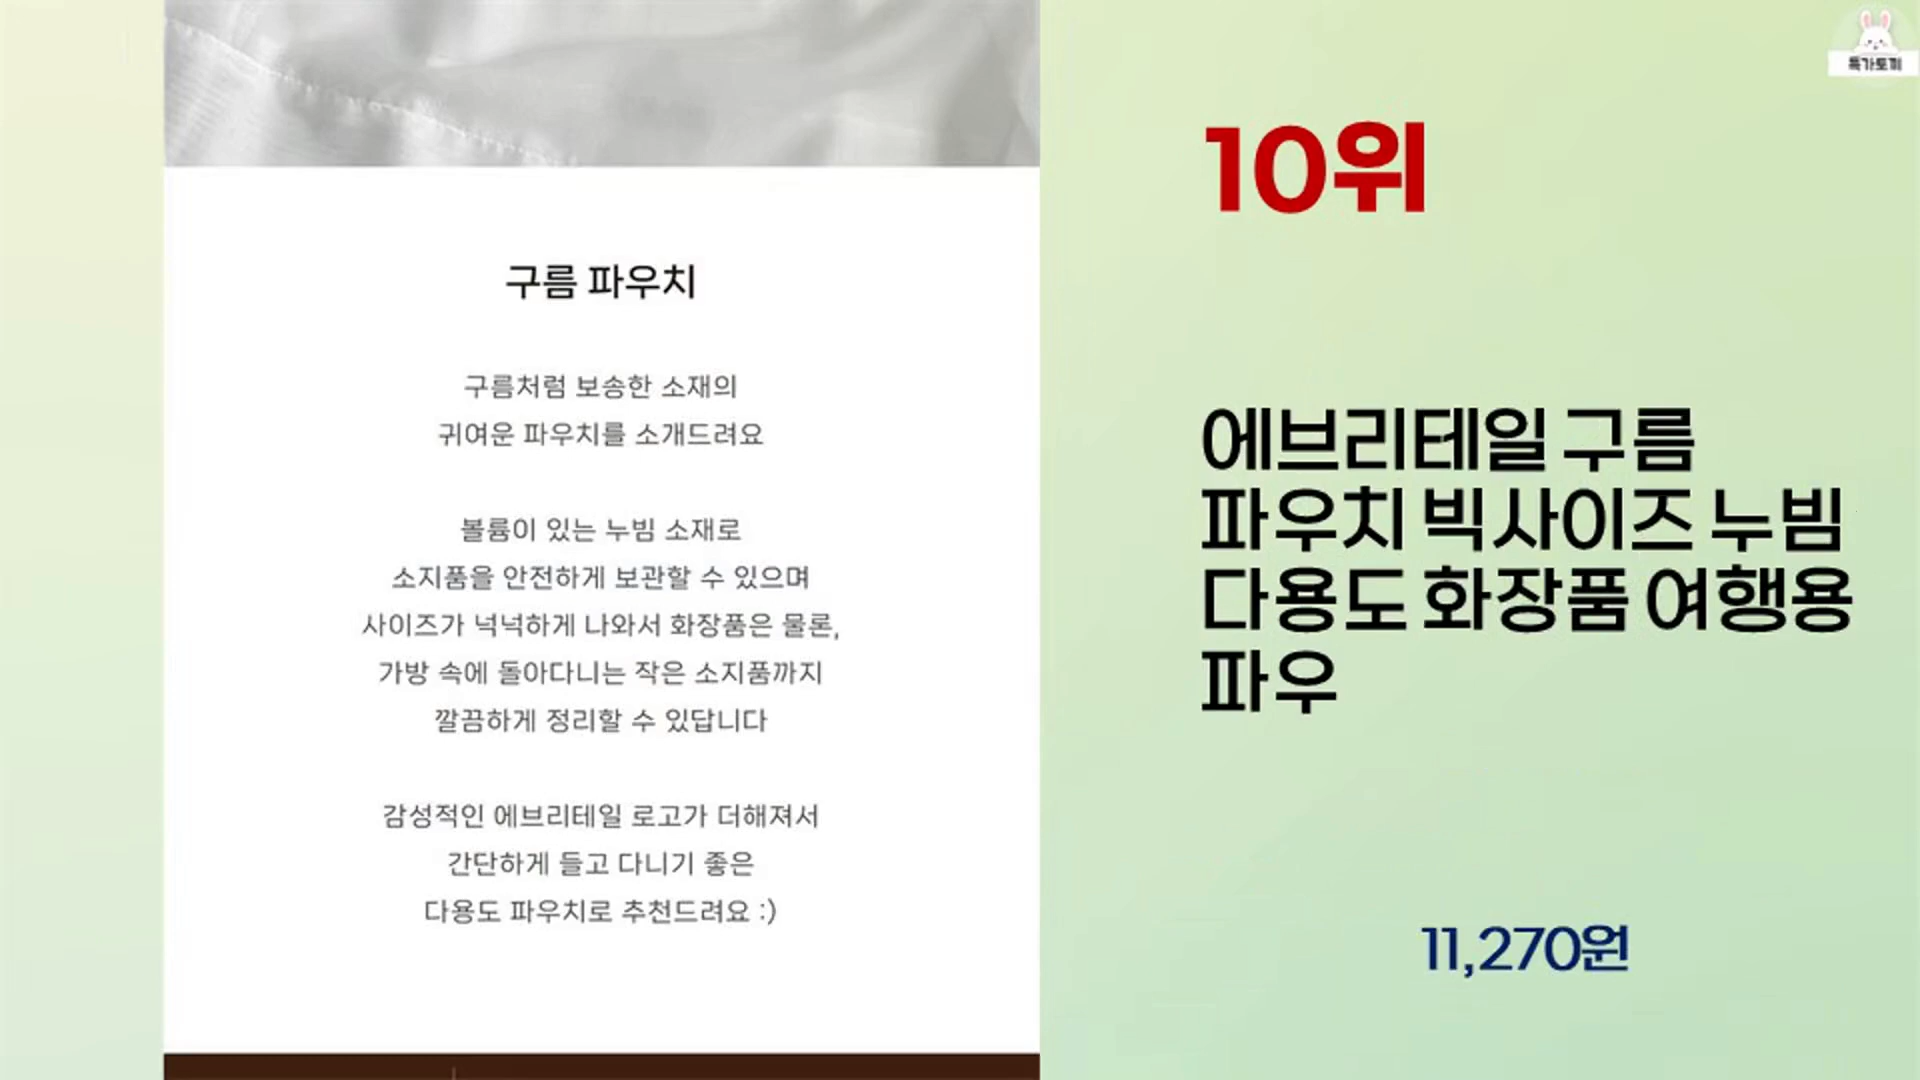 구름 파우치
구름처럼 보송한 소재의
귀여운 파우치를 소개드려요
볼륨이 있는 누빔 소재로
소지품을 안전하게 보관할 수 있으며
사이즈가 넉넉하게 나와서 화장품은 물론,
가방 속에 돌아다니는 작은 소지품까지
깔끔하게 정리할 수 있답니다
감성적인 에브리테일 로고가 더해져서
간단하게 들고 다니기 좋은
다용도 파우치로 추천드려요 :)
특가토끼
10위
에브리테일 구름
파우치 빅사이즈 누빔
다용도 화장품 여행용
파우
11,270원